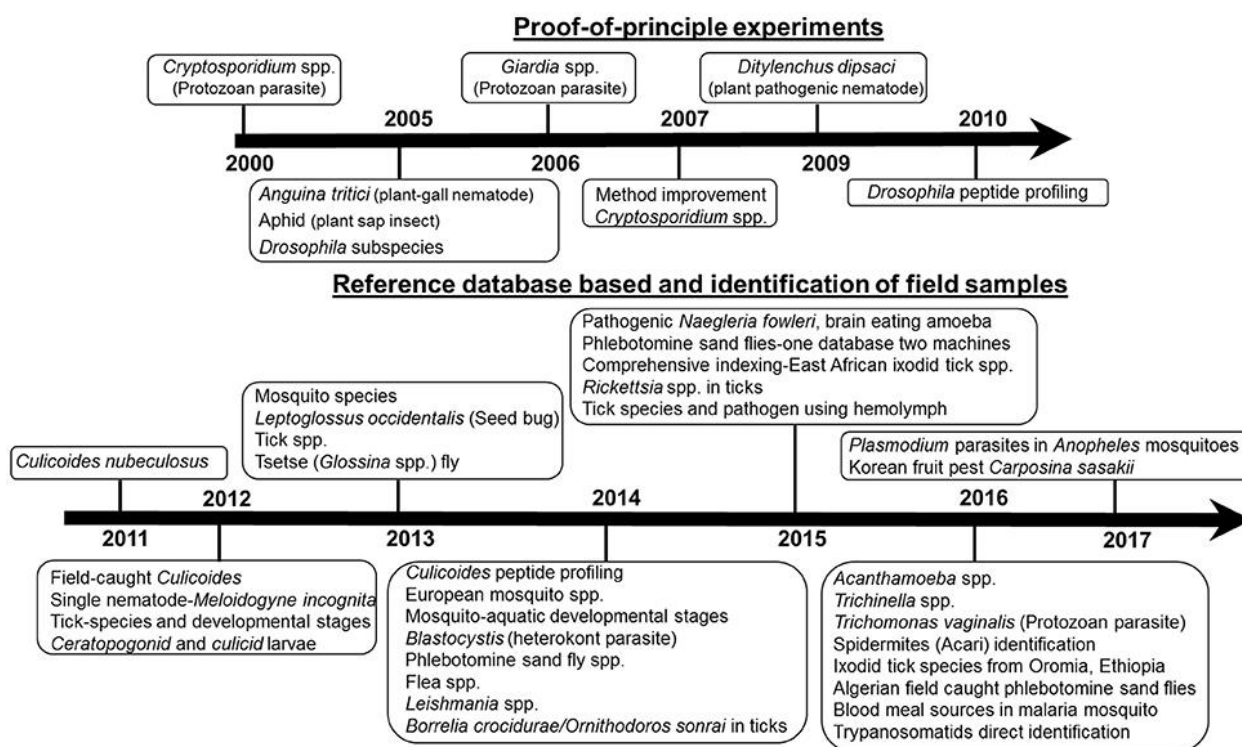 Proof-of-principle experiments
Cryptosporidium spp.
(Protozoan parasite)
Giardia spp.
(Protozoan parasite)
Ditylenchus dipsaci
(plant pathogenic nematode)
2005
2007
2010
2000
2006
2009
Anguina tritici (plant-gall nematode)
Aphid (plant sap insect)
Drosophila subspecies
Method improvement
Cryptosporidium spp.
Drosophila peptide profiling
Reference database based and identification of field samples
Culicoides nubeculosus
Mosquito species
Leptoglossus occidentalis (Seed bug)
Tick spp.
Tsetse (Glossina spp.) fly
Pathogenic Naegleria fowleri, brain eating amoeba
Phlebotomine sand flies-one database two machines
Comprehensive indexing-East African ixodid tick spp.
Rickettsia spp. in ticks
Tick species and pathogen using hemolymph
Plasmodium parasites in Anopheles mosquitoes
Korean fruit pest Carposina sasakii
2012
2014
2016
2011
2013
2015
2017
Field-caught Culicoides
Single nematode-Meloidogyne incognita
Tick-species and developmental stages
Ceratopogonid and culicid larvae
Culicoides peptide profiling
European mosquito spp.
Mosquito-aquatic developmental stages
Blastocystis (heterokont parasite)
Phlebotomine sand fly spp.
Flea spp.
Leishmania spp.
Borrelia crocidurae/Ornithodoros sonrai in ticks
Acanthamoeba spp.
Trichinella spp.
Trichomonas vaginalis (Protozoan parasite)
Spidermites (Acari) identification
Ixodid tick species from Oromia, Ethiopia
Algerian field caught phlebotomine sand flies
Blood meal sources in malaria mosquito
Trypanosomatids direct identification